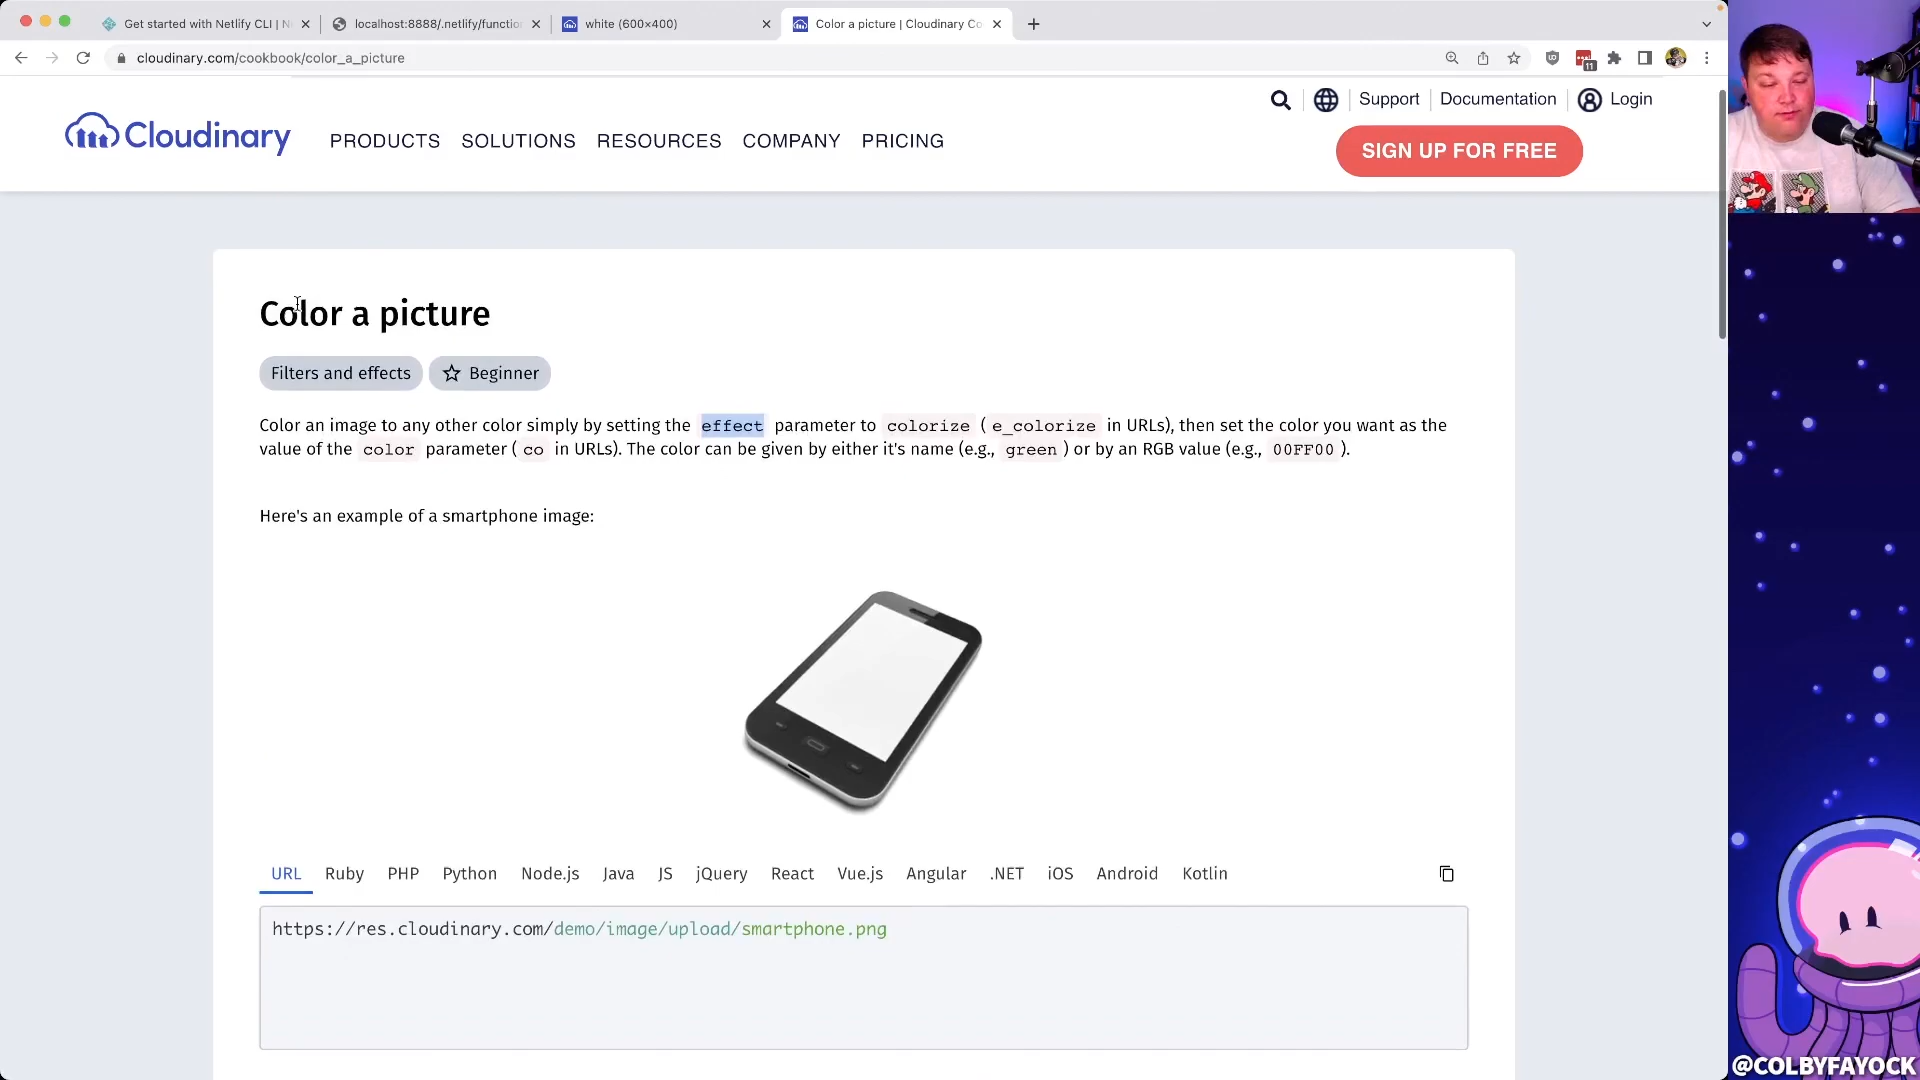 Get started with Netlify CLI | N
localhost:8888/.netlify/functio
white (600×400)
Color a picture | Cloudinary Co
cloudinary.com/cookbook/color_a_picture
11
Support
Documentation
Login
Cloudinary
PRODUCTS
SOLUTIONS
RESOURCES
COMPANY
PRICING
SIGN UP FOR FREE
Color a picture
Filters and effects
Beginner
Color an image to any other color simply by setting the effect parameter to colorize ( e_colorize in URLs), then set the color you want as the
value of the color parameter ( co in URLs). The color can be given by either it's name (e.g., green ) or by an RGB value (e.g., 00FF00 ).
Here's an example of a smartphone image:
URL
Ruby
PHP
Python
Node.js
Java
JS
jQuery
React
Vue.js
Angular
.NET
iOS
Android
Kotlin
https://res.cloudinary.com/demo/image/upload/smartphone.png
@COLBYFAYOCK